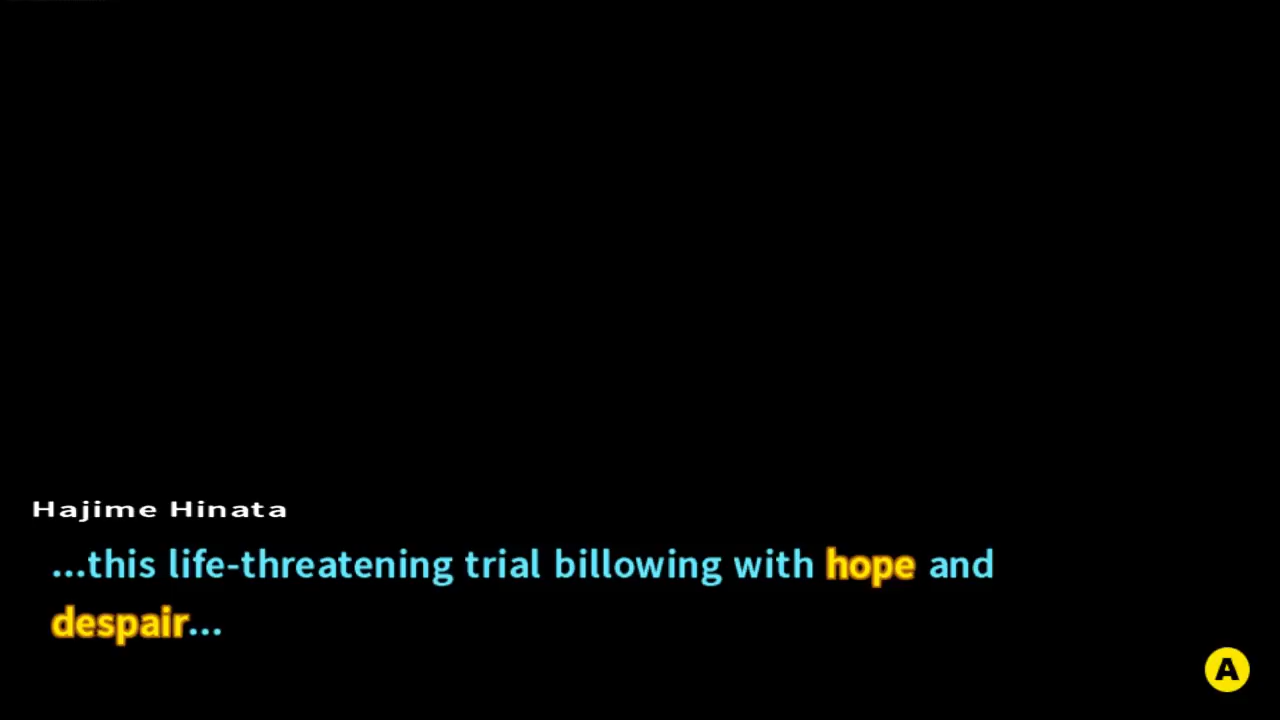 Hajime Hinata
...this life-threatening trial billowing with hope and
despair...
A